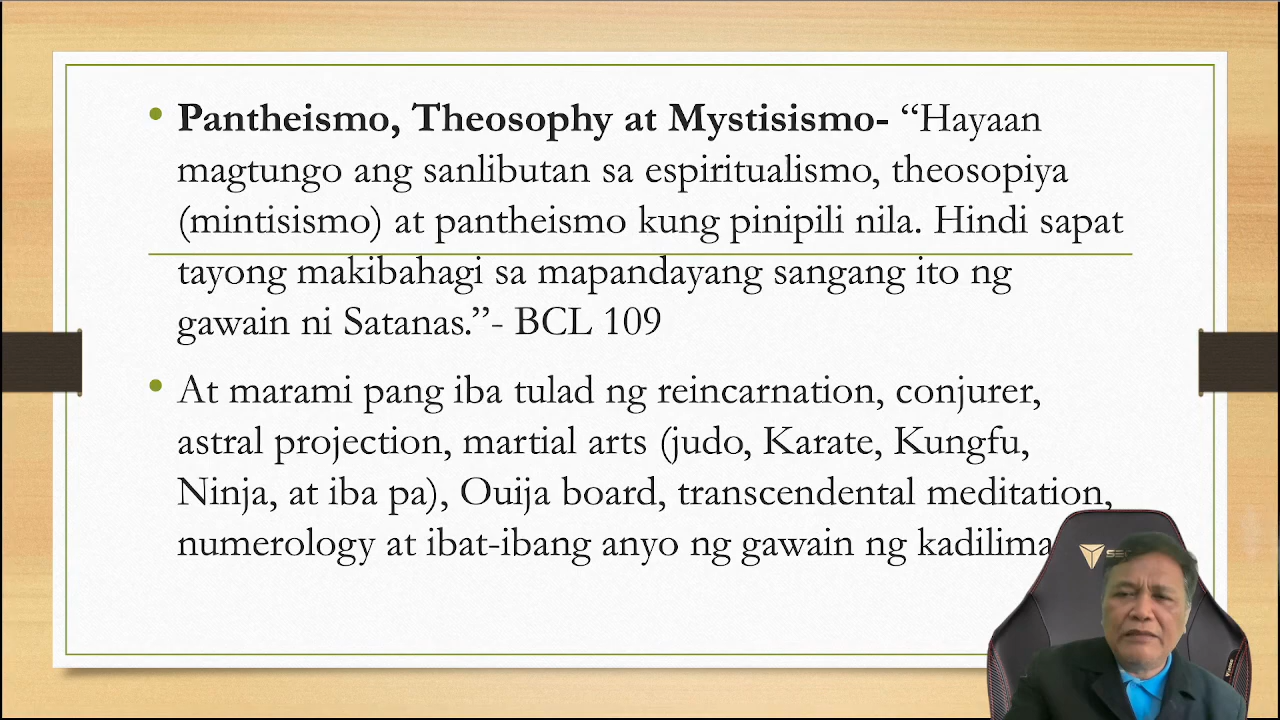 Pantheismo, Theosophy at Mystisismo- “Hayaan
magtungo ang sanlibutan sa espiritualismo, theosopiya
(mintisismo) at pantheismo kung pinipili nila. Hindi sapat
tayong makibahagi sa mapandayang sangang ito ng
gawain ni Satanas.”- BCL 109
At marami pang iba tulad ng reincarnation, conjurer,
astral projection, martial arts (judo, Karate, Kungfu,
Ninja, at iba pa), Ouija board, transcendental meditation,
numerology at ibat-ibang anyo ng gawain ng